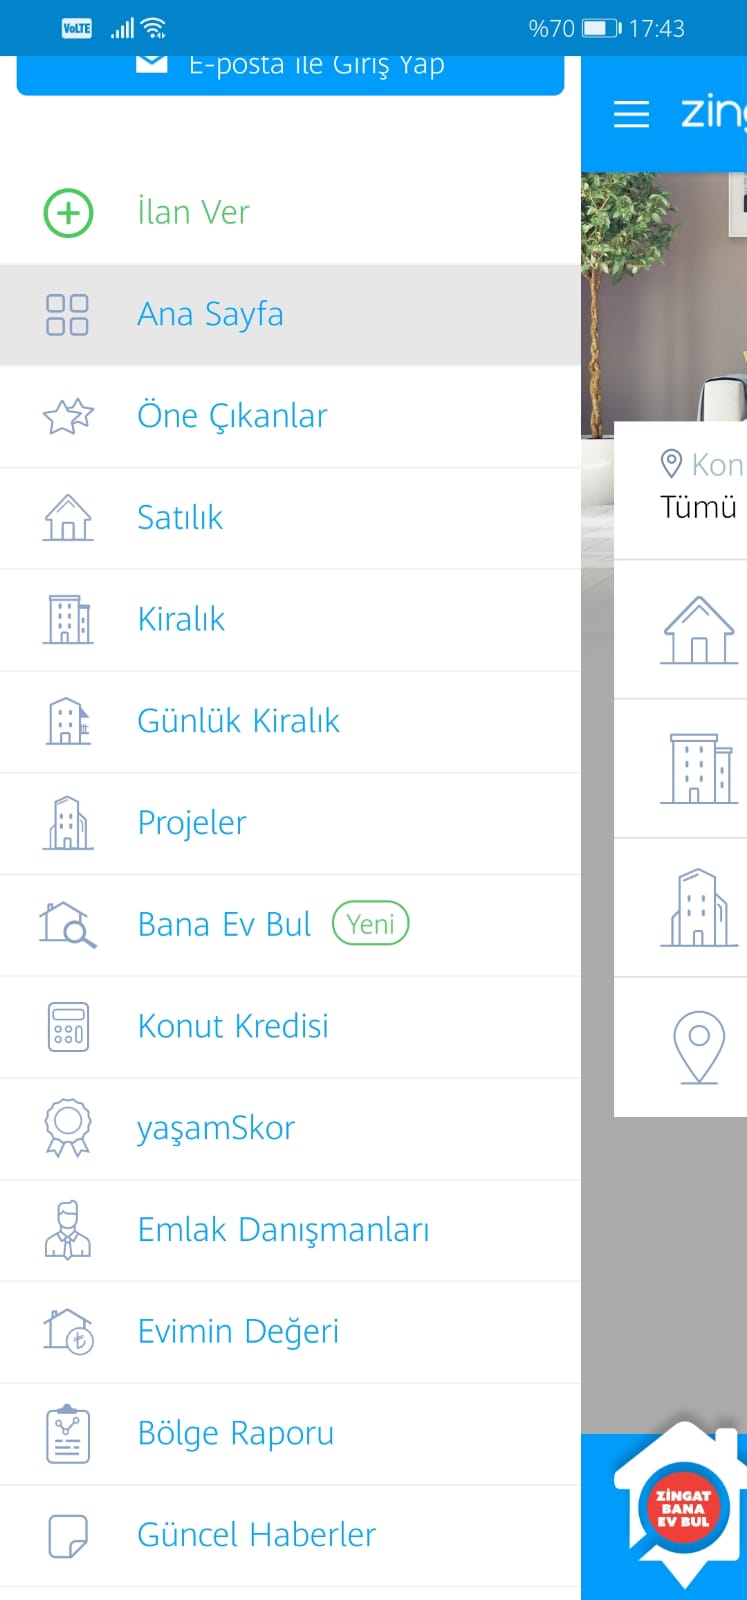 VoLTE %70 17:43
E-posta ile Giriş Yap
İlan Ver
Ana Sayfa
Öne Çıkanlar
Satılık
Kiralık
Günlük Kiralık
Projeler
Bana Ev Bul Yeni
Konut Kredisi
yaşamSkor
Emlak Danışmanları
Evimin Değeri
Bölge Raporu
Güncel Haberler
zing
Kon
Tümü
ZİNGAT
BANA
EV BUL